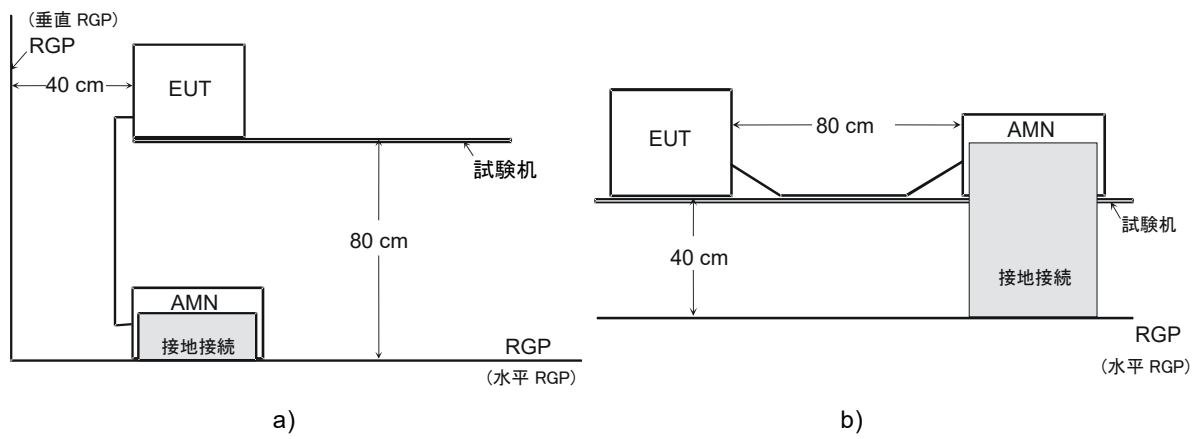 （垂直 RGP）
RGP
40 cm
EUT
試験机
80 cm
AMN
接地接続
RGP
（水平 RGP）
a)
EUT
80 cm
AMN
試験机
40 cm
接地接続
RGP
（水平 RGP）
b)